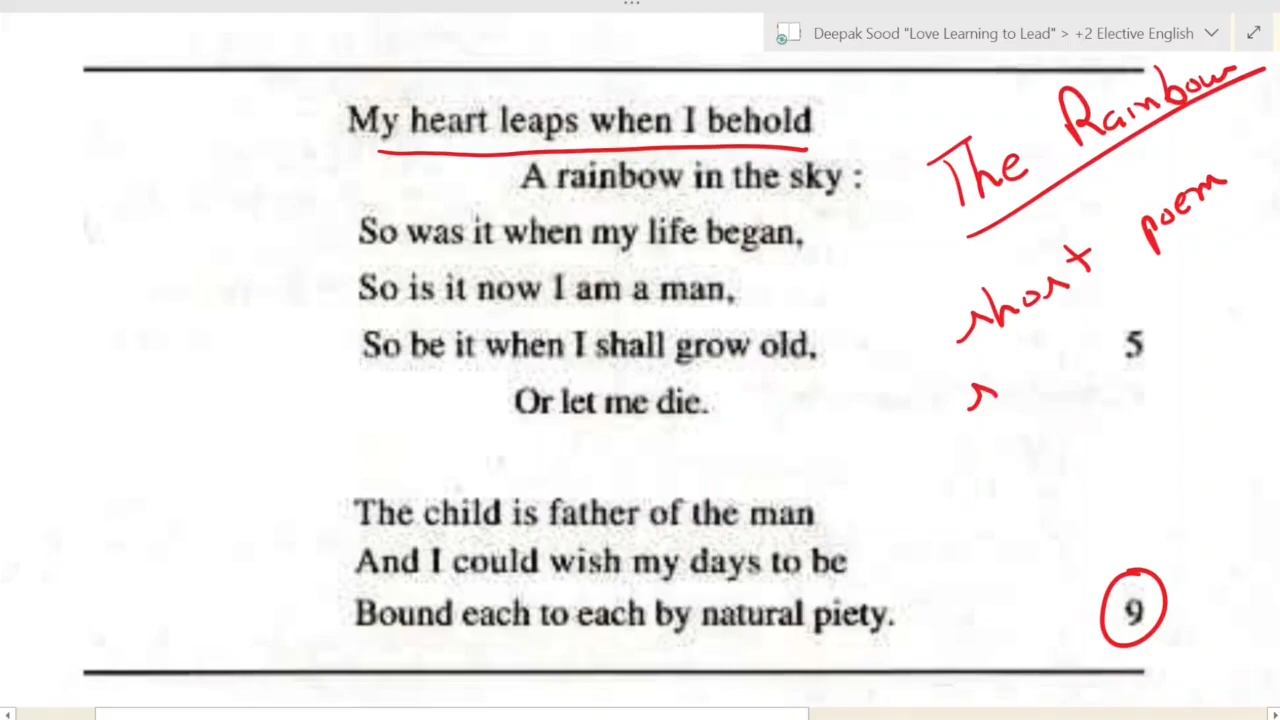 Deepak Sood "Love Learning to Lead" > +2 Elective English
The Rainbow
My heart leaps when I behold
A rainbow in the sky :
short poem
So was it when my life began,
So is it now I am a man,
So be it when I shall grow old, 5
s
Or let me die.
The child is father of the man
And I could wish my days to be
Bound each to each by natural piety. 9